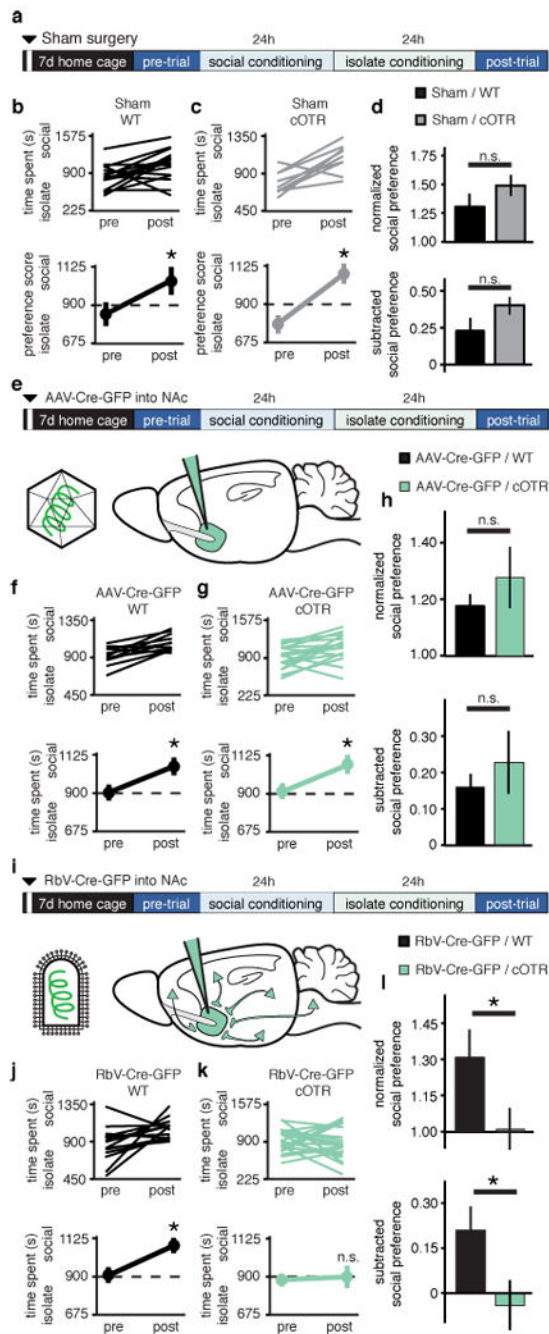 a
Sham surgery
24h
24h
7d home cage
pre-trial
social conditioning
isolate conditioning
post-trial
b
Sham
WT
time spent (s)
isolate social
1575
900
225
pre
post
preference score
isolate social
1125
900
675
*
pre
post
c
Sham
cOTR
time spent (s)
isolate social
1350
900
450
pre
post
preference score
isolate social
1125
900
675
*
pre
post
d
Sham / WT
Sham / cOTR
normalized
social preference
1.75
1.50
1.25
1.00
n.s.
subtracted
social preference
0.50
0.25
0
n.s.
e
AAV-Cre-GFP into NAc
24h
24h
7d home cage
pre-trial
social conditioning
isolate conditioning
post-trial
f
AAV-Cre-GFP
WT
time spent (s)
isolate social
1350
900
450
pre
post
time spent (s)
isolate social
1125
900
675
*
pre
post
g
AAV-Cre-GFP
cOTR
time spent (s)
isolate social
1575
900
225
pre
post
time spent (s)
isolate social
1125
900
675
*
pre
post
AAV-Cre-GFP / WT
AAV-Cre-GFP / cOTR
h
normalized
social preference
1.40
1.20
1.00
n.s.
subtracted
social preference
0.30
0.20
0.10
0
n.s.
i
RbV-Cre-GFP into NAc
24h
24h
7d home cage
pre-trial
social conditioning
isolate conditioning
post-trial
j
RbV-Cre-GFP
WT
time spent (s)
isolate social
1350
900
450
pre
post
time spent (s)
isolate social
1125
900
675
*
pre
post
k
RbV-Cre-GFP
cOTR
time spent (s)
isolate social
1575
900
225
pre
post
time spent (s)
isolate social
1125
900
675
n.s.
pre
post
RbV-Cre-GFP / WT
RbV-Cre-GFP / cOTR
l
normalized
social preference
1.45
1.30
1.00
*
subtracted
social preference
0.30
0.15
0
*